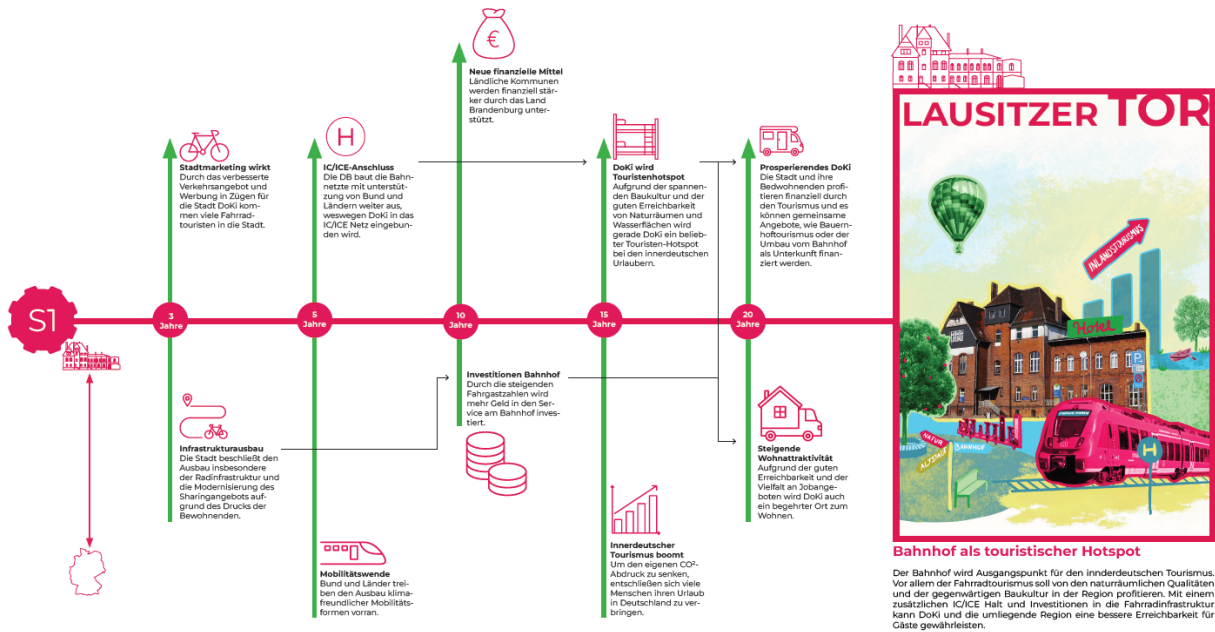 S1
3
Jahre
5
Jahre
10
Jahre
15
Jahre
20
Jahre
Stadtmarketing wirkt
Durch das verbesserte
Verkehrsangebot und
Werbung in Zügen für
die Stadt DoKi kom-
men viele Fahrrad-
touristen in die Stadt.
H
IC/ICE-Anschluss
DIe DB baut die Bahn-
netzte mit unterstüt-
zung von Bund und
Ländern weiter aus,
weswegen DoKi in das
IC/ICE Netz eingebun-
den wird.
€
Neue finanzielle Mittel
Ländliche Kommunen
werden finanziell stär-
ker durch das Land
Brandenburg unter-
stützt.
DoKi wird
Touristenhotspot
Aufgrund der spannen-
den Baukultur und der
guten Erreichbarkeit
von Naturräumen und
Wasserflächen wird
gerade DoKi ein belieb-
ter Touristen-Hotspot
bei den innerdeutschen
Urlaubern.
Prosperierendes DoKi
Die Stadt und ihre
Bedwohnenden profi-
tieren finanziell durch
den Tourismus und es
können gemeinsame
Angebote, wie Bauern-
hoftourismus oder der
Umbau vom Bahnhof
als Unterkunft finan-
ziert werden.
Infrastrukturausbau
Die Stadt beschließt den
Ausbau insbesondere
der Radinfrastruktur und
die Modernisierung des
Sharingangebots auf-
grund des Drucks der
Bewohnenden.
Mobilitätswende
Bund und Länder trei-
ben den Ausbau klima-
freundlicher Mobilitäts-
formen vorran.
Investitionen Bahnhof
Durch die steigenden
Fahrgastzahlen wird
mehr Geld in den Ser-
vice am Bahnhof inves-
tiert.
Innerdeutscher
Tourismus boomt
Um den eigenen CO²-
Abdruck zu senken,
entschließen sich viele
Menschen ihren Urlaub
in Deutschland zu ver-
bringen.
Steigende
Wohnattraktivität
Aufgrund der guten
Erreichbarkeit und der
Vielfalt an Jobange-
boten wird DoKi auch
ein begehrter Ort zum
Wohnen.
LAUSITZER TOR
INLANDSTOURISMUS
Hotel
P
NATUR
ALTSTADT
BAHNHOF
H
Bahnhof als touristischer Hotspot
Der Bahnhof wird Ausgangspunkt für den innderdeutschen Tourismus.
Vor allem der Fahrradtourismus soll von den naturräumlichen Qualitäten
und der gegenwärtigen Baukultur in der Region profitieren. Mit einem
zusätzlichen IC/ICE Halt und Investitionen in die Fahrradinfrastruktur
kann DoKi und die umliegende Region eine bessere Erreichbarkeit für
Gäste gewährleisten.